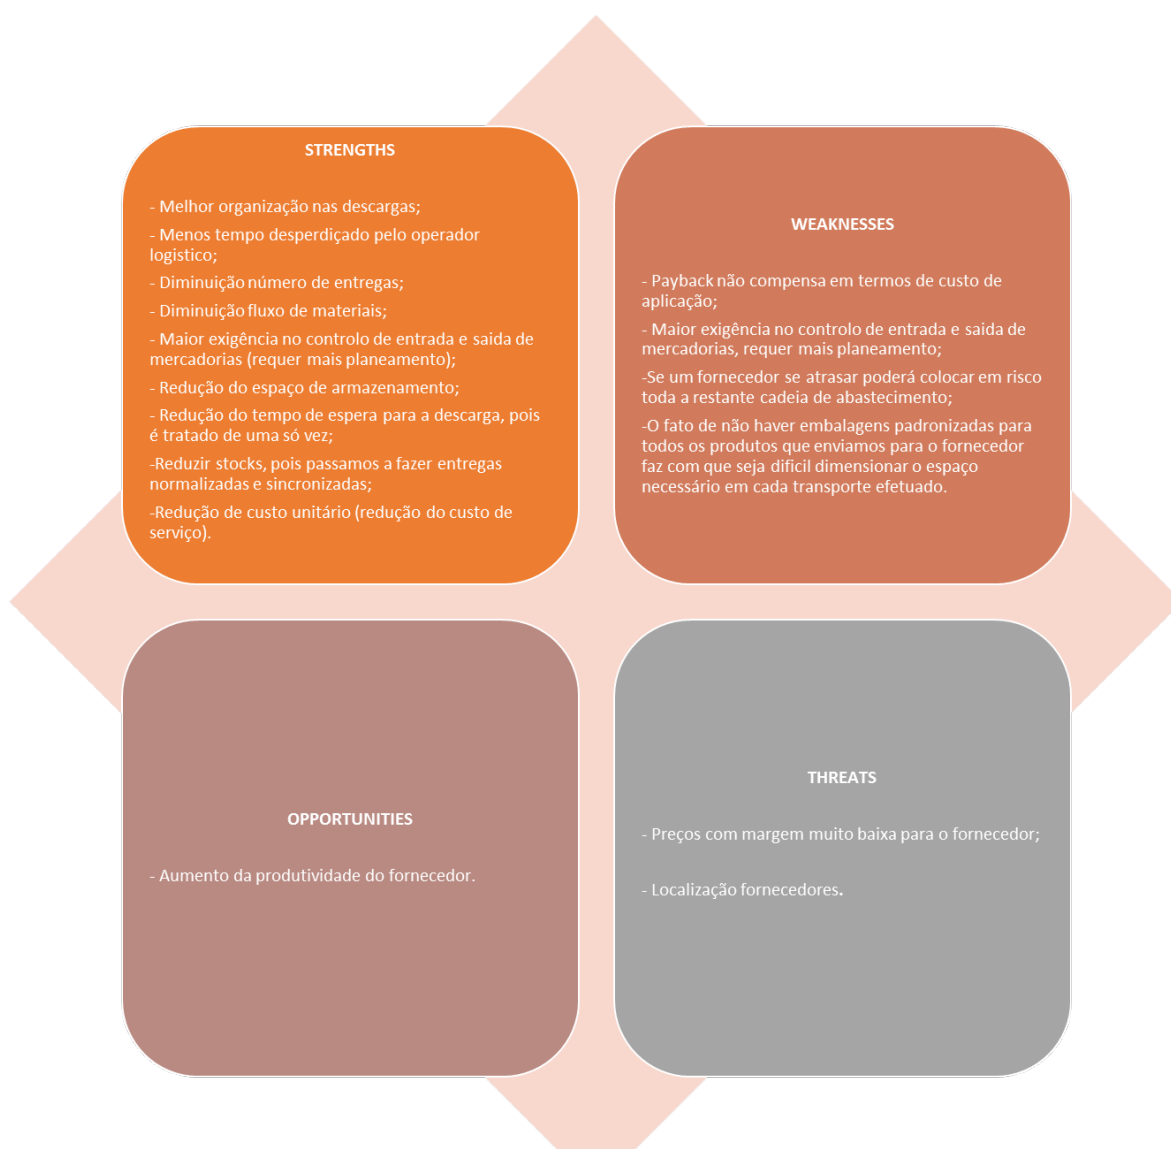 STRENGTHS
- Melhor organização nas descargas;
- Menos tempo desperdiçado pelo operador
logistico;
- Diminuição número de entregas;
- Diminuição fluxo de materiais;
- Maior exigência no controlo de entrada e saida de
mercadorias (requer mais planeamento);
- Redução do espaço de armazenamento;
- Redução do tempo de espera para a descarga, pois
é tratado de uma só vez;
-Reduzir stocks, pois passamos a fazer entregas
normalizadas e sincronizadas;
-Redução de custo unitário (redução do custo de
serviço).
WEAKNESSES
- Payback não compensa em termos de custo de
aplicação;
- Maior exigência no controlo de entrada e saida de
mercadorias, requer mais planeamento;
-Se um fornecedor se atrasar poderá colocar em risco
toda a restante cadeia de abastecimento;
-O fato de não haver embalagens padronizadas para
todos os produtos que enviamos para o fornecedor
faz com que seja dificil dimensionar o espaço
necessário em cada transporte efetuado.
OPPORTUNITIES
- Aumento da produtividade do fornecedor.
THREATS
- Preços com margem muito baixa para o fornecedor;
- Localização fornecedores.